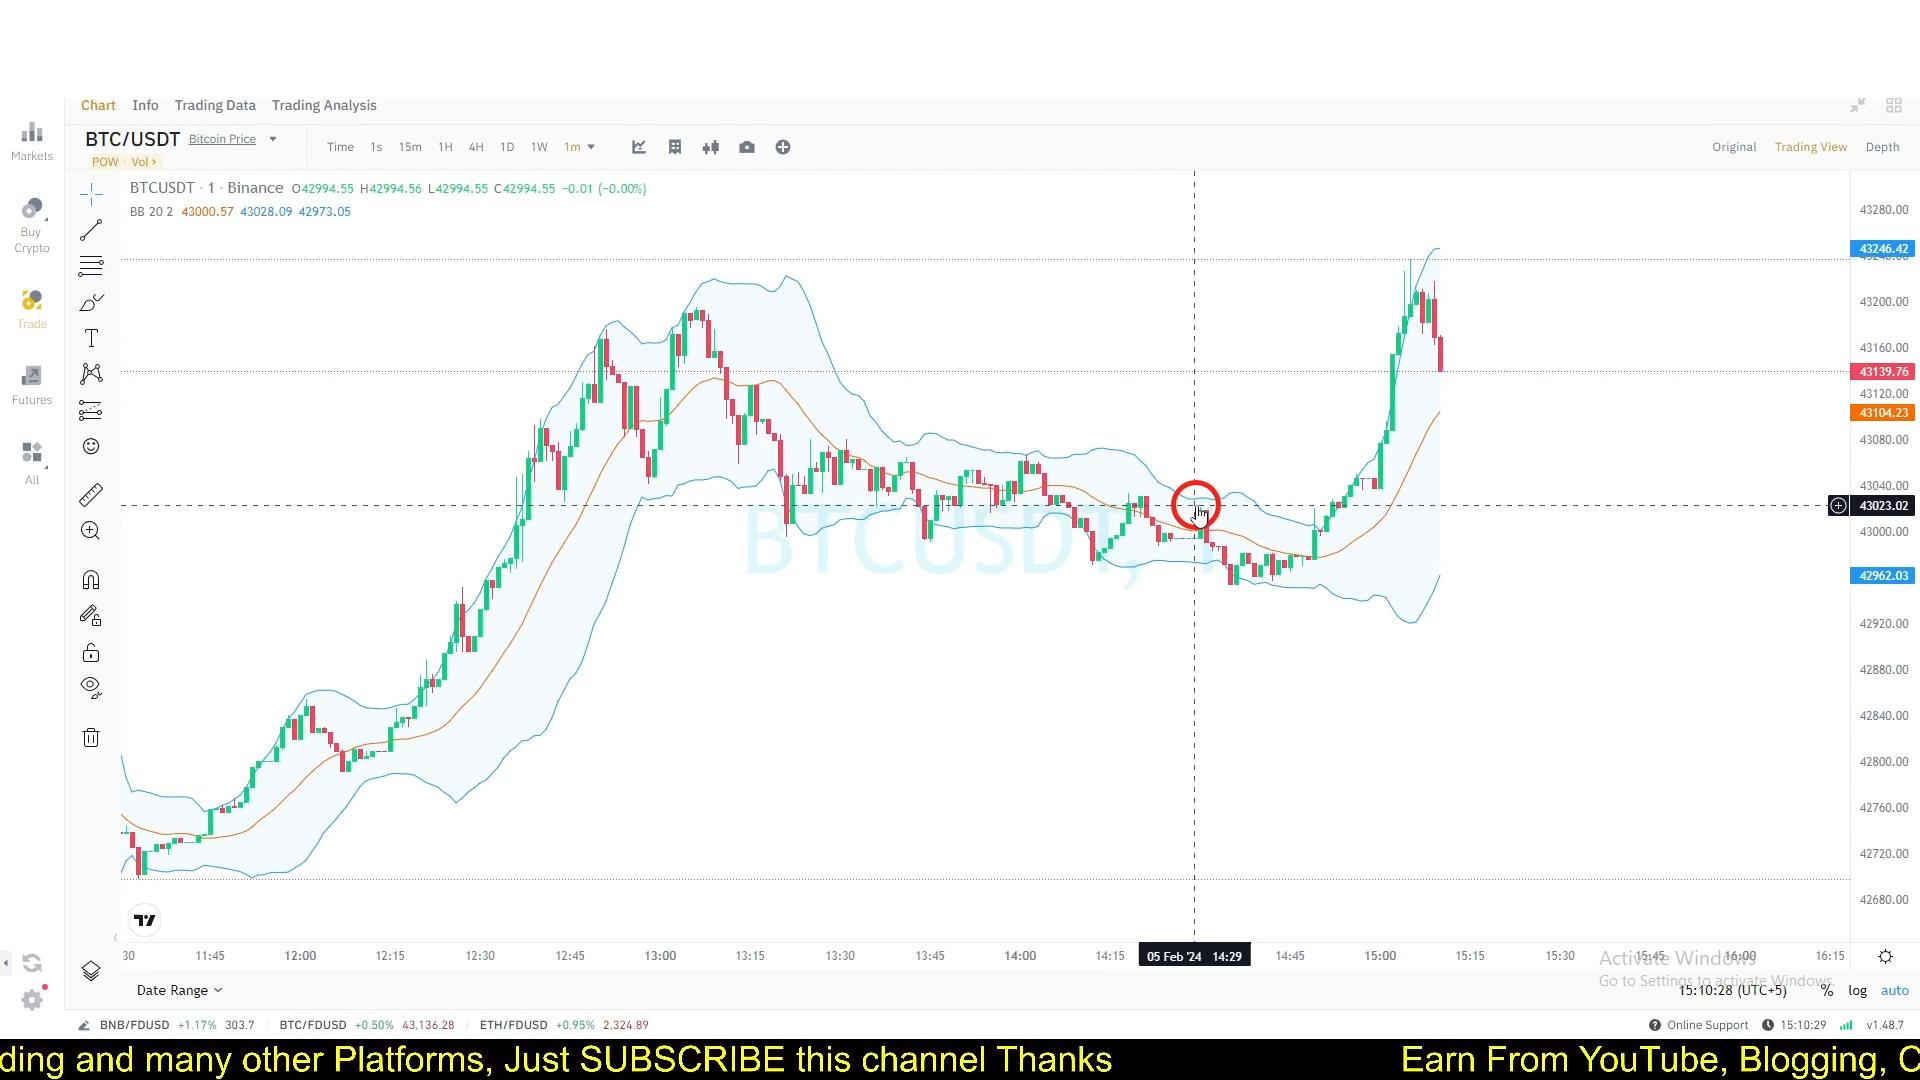 Chart Info Trading Data Trading Analysis
BTC/USDT Bitcoin Price
POW · Vol ›
Time 1s 15m 1H 4H 1D 1W 1m
Original Trading View Depth
Markets
Buy
Crypto
Trade
Futures
All
BTCUSDT · 1 · Binance O42994.55 H42994.56 L42994.55 C42994.55 −0.01 (−0.00%)
BB 20 2 43000.57 43028.09 42973.05
BTCUSDT, 1
43280.00
43246.42
43200.00
43160.00
43139.76
43120.00
43104.23
43080.00
43040.00
43023.02
43000.00
42962.03
42920.00
42880.00
42840.00
42800.00
42760.00
42720.00
42680.00
30 11:45 12:00 12:15 12:30 12:45 13:00 13:15 13:30 13:45 14:00 14:15 05 Feb '24 14:29 14:45 15:00 15:15 15:30 15:45 16:00 16:15
Activate Windows
Go to Settings to activate Windows.
Date Range
15:10:28 (UTC+5) % log auto
BNB/FDUSD +1.17% 303.7 BTC/FDUSD +0.50% 43,136.28 ETH/FDUSD +0.95% 2,324.89
Online Support 15:10:29 v1.48.7
ding and many other Platforms, Just SUBSCRIBE this channel Thanks Earn From YouTube, Blogging, C